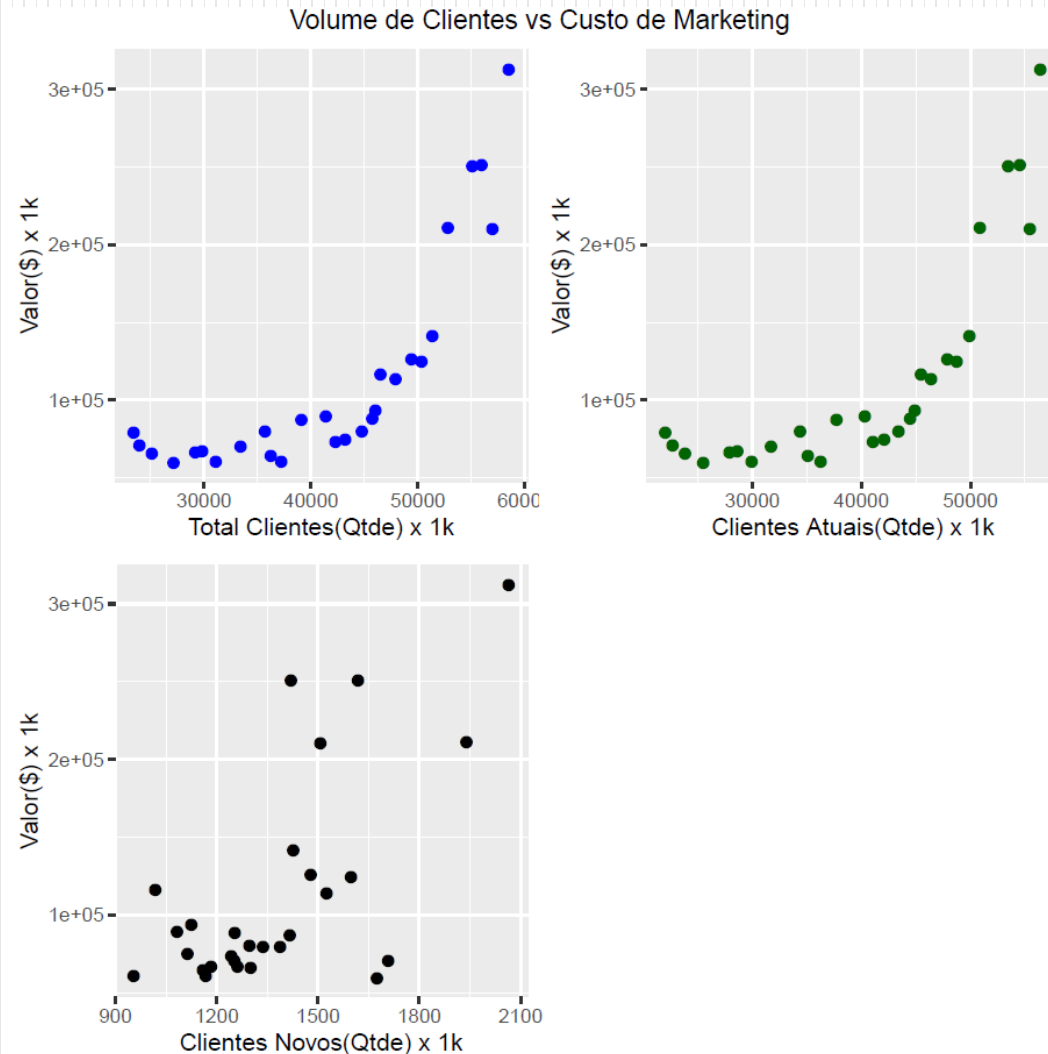 Volume de Clientes vs Custo de Marketing
3e+05
2e+05
1e+05
Valor($) x 1k
30000 40000 50000 6000
Total Clientes(Qtde) x 1k
3e+05
2e+05
1e+05
Valor($) x 1k
30000 40000 50000
Clientes Atuais(Qtde) x 1k
3e+05
2e+05
1e+05
Valor($) x 1k
900 1200 1500 1800 2100
Clientes Novos(Qtde) x 1k